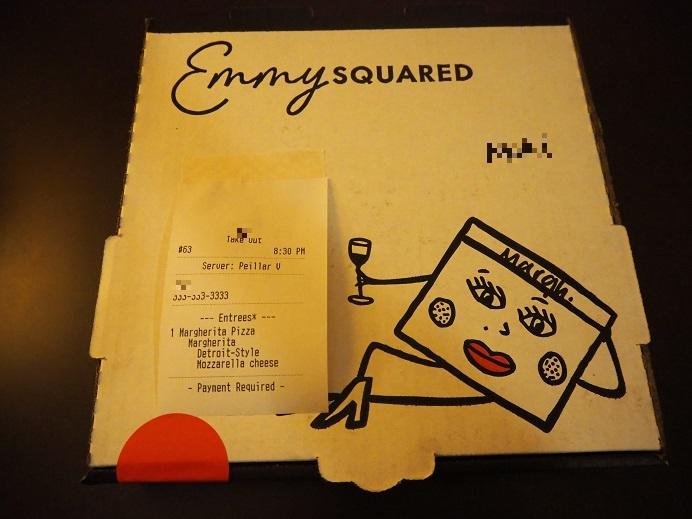 Emmy SQUARED
Take Out
#63 8:30 PM
Server: Peillar V
333-333-3333
--- Entrees* ---
1 Margherita Pizza
Margherita
Detroit-Style
Mozzarella cheese
- Payment Required -
Margh.